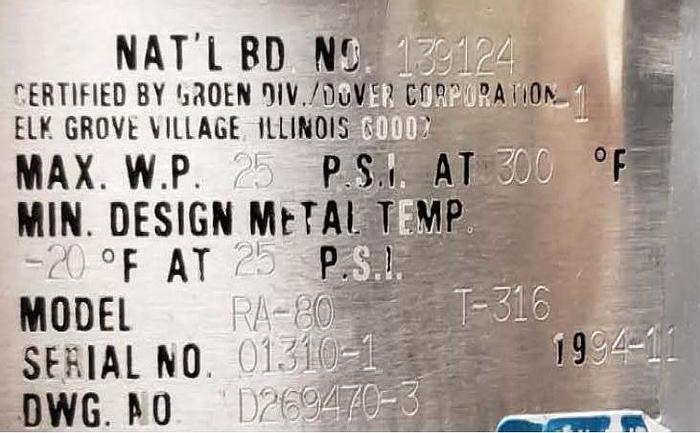 NAT'L BD. NO. 139124
CERTIFIED BY GROEN DIV./DOVER CORPORATION-1
ELK GROVE VILLAGE, ILLINOIS 60007
MAX. W.P. 25 P.S.I. AT 300 °F
MIN. DESIGN METAL TEMP.
-20 °F AT 25 P.S.I.
MODEL RA-80 T-316
SERIAL NO. 01310-1 1994-11
DWG. NO. D269470-3